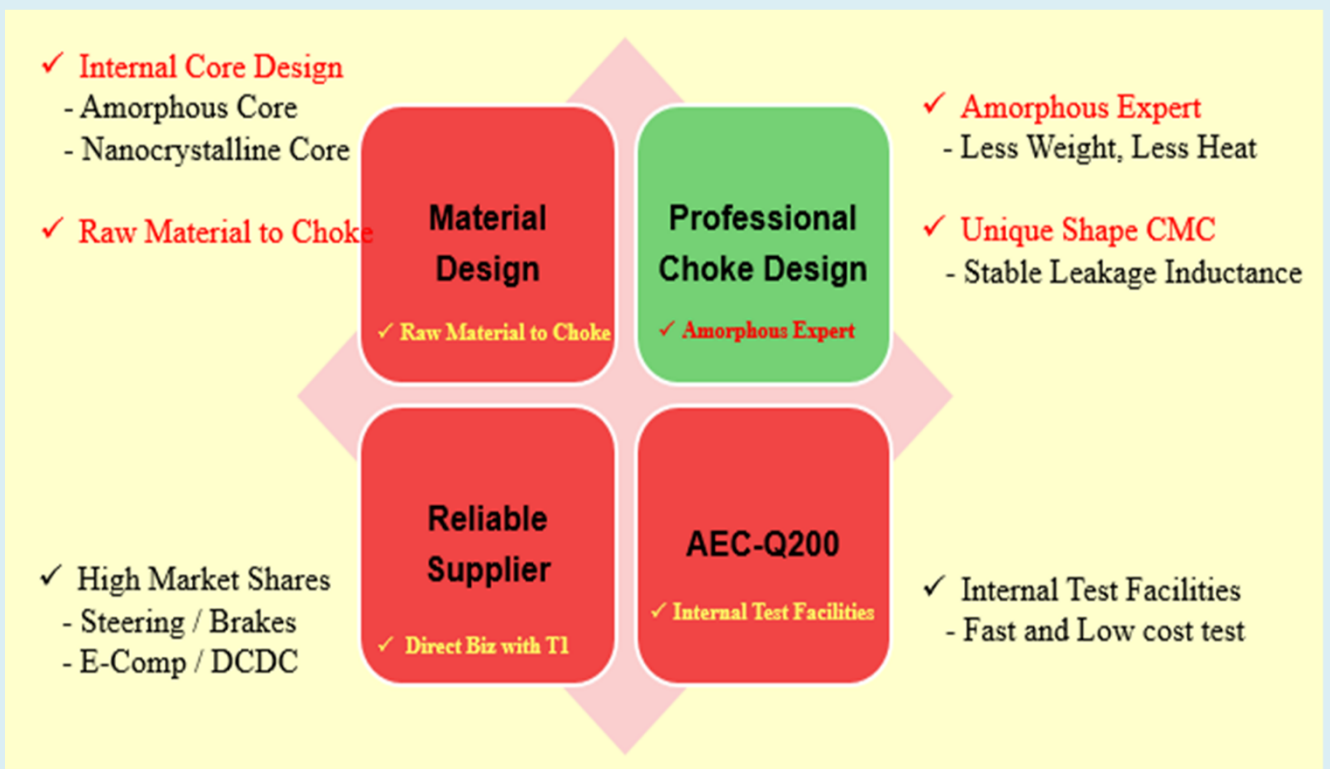 ✓ Internal Core Design
- Amorphous Core
- Nanocrystalline Core
✓ Raw Material to Choke
Material
Design
✓ Raw Material to Choke
Professional
Choke Design
✓ Amorphous Expert
✓ Amorphous Expert
- Less Weight, Less Heat
✓ Unique Shape CMC
- Stable Leakage Inductance
✓ High Market Shares
- Steering / Brakes
- E-Comp / DCDC
Reliable
Supplier
✓ Direct Biz with T1
AEC-Q200
✓ Internal Test Facilities
✓ Internal Test Facilities
- Fast and Low cost test